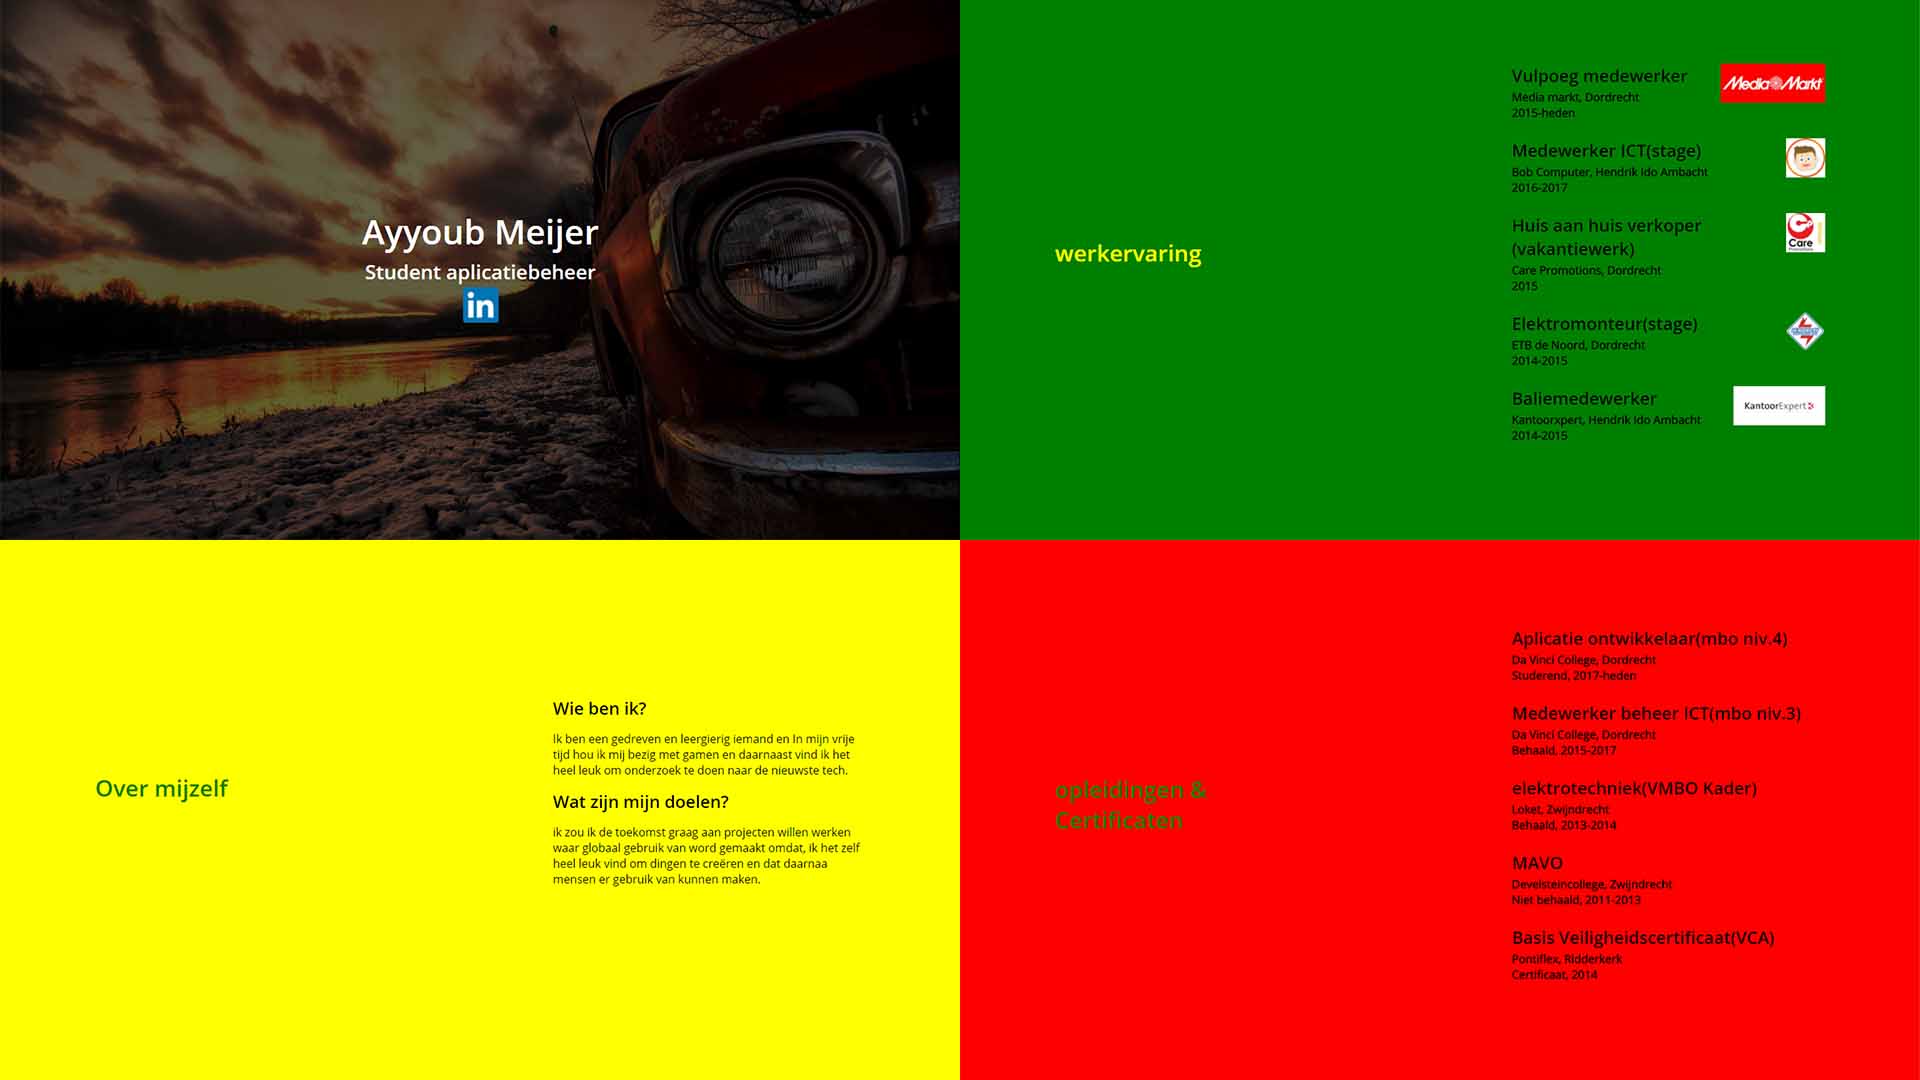 Ayyoub Meijer
Student aplicatiebeheer
in
werkervaring
Vulpoeg medewerker
Media markt, Dordrecht
2015-heden
Media Markt
Medewerker ICT(stage)
Bob Computer, Hendrik ido Ambacht
2016-2017
Huis aan huis verkoper
(vakantiewerk)
Care Promotions, Dordrecht
2015
Care
Elektromonteur(stage)
ETB de Noord, Dordrecht
2014-2015
Baliemedewerker
Kantoorxpert, Hendrik ido Ambacht
2014-2015
KantoorExpert
Over mijzelf
Wie ben ik?
Ik ben een gedreven en leergierig iemand en In mijn vrije
tijd hou ik mij bezig met gamen en daarnaast vind ik het
heel leuk om onderzoek te doen naar de nieuwste tech.
Wat zijn mijn doelen?
ik zou ik de toekomst graag aan projecten willen werken
waar globaal gebruik van word gemaakt omdat, ik het zelf
heel leuk vind om dingen te creëren en dat daarnaa
mensen er gebruik van kunnen maken.
opleidingen &
Certificaten
Aplicatie ontwikkelaar(mbo niv.4)
Da Vinci College, Dordrecht
Studerend, 2017-heden
Medewerker beheer ICT(mbo niv.3)
Da Vinci College, Dordrecht
Behaald, 2015-2017
elektrotechniek(VMBO Kader)
Loket, Zwijndrecht
Behaald, 2013-2014
MAVO
Develsteincollege, Zwijndrecht
Niet behaald, 2011-2013
Basis Veiligheidscertificaat(VCA)
Pontiflex, Ridderkerk
Certificaat, 2014